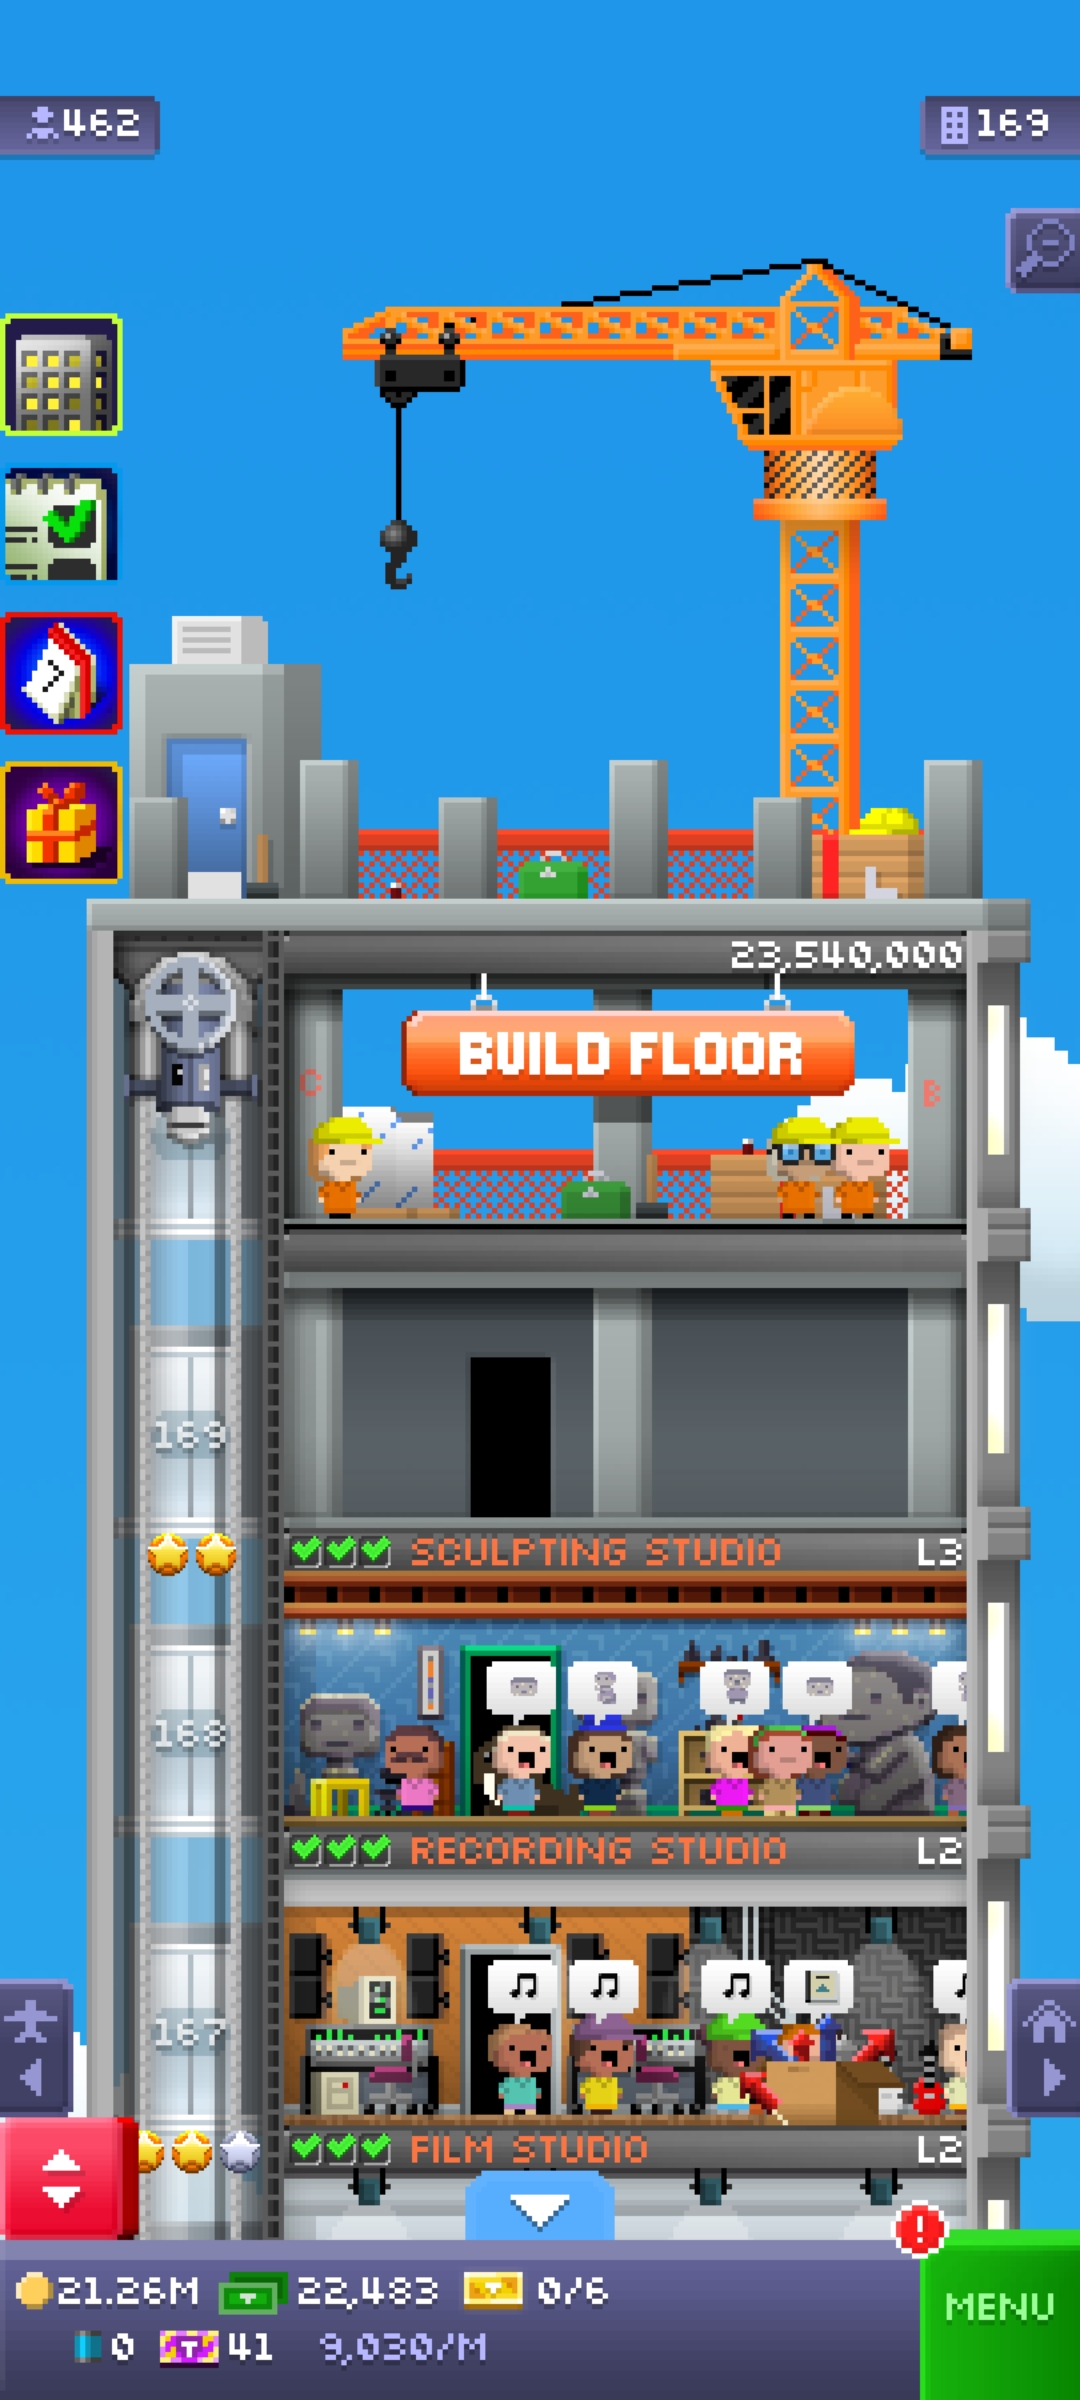 462
169
7
23,540,000
BUILD FLOOR
C
B
169
SCULPTING STUDIO L3
168
RECORDING STUDIO L2
167
FILM STUDIO L2
21.26M 22,483 0/6
MENU
T 0 41 9,030/M